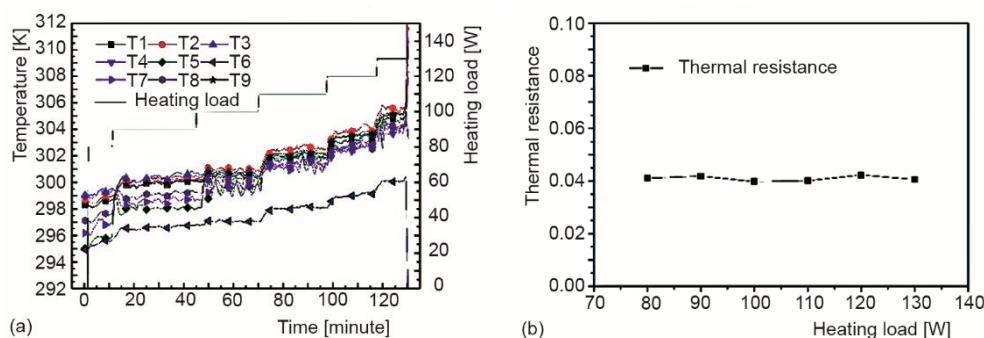 312
310
308
306
304
302
300
298
296
294
292
Temperature [K]
T1 T2 T3
T4 T5 T6
T7 T8 T9
Heating load
140
120
100
80
60
40
20
0
Heating load [W]
0 20 40 60 80 100 120
(a) Time [minute]
0.10
0.08
0.06
0.04
0.02
0.00
Thermal resistance
Thermal resistance
70 80 90 100 110 120 130 140
(b) Heating load [W]